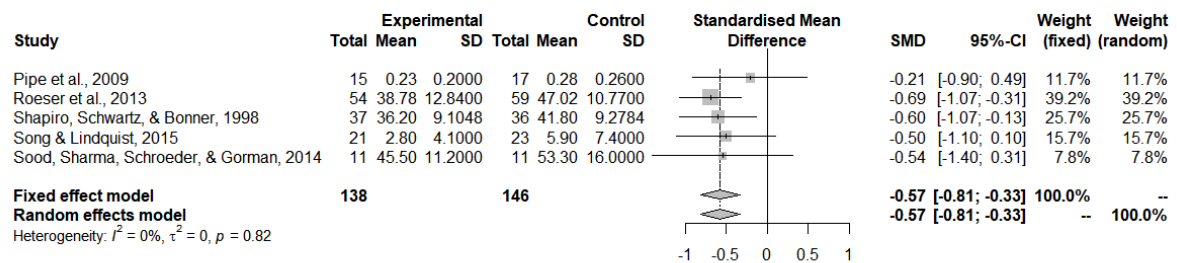 Experimental Control Standardised Mean Weight Weight
Study Total Mean SD Total Mean SD Difference SMD 95%-CI (fixed) (random)
Pipe et al., 2009 15 0.23 0.2000 17 0.28 0.2600 -0.21 [-0.90; 0.49] 11.7% 11.7%
Roeser et al., 2013 54 38.78 12.8400 59 47.02 10.7700 -0.69 [-1.07; -0.31] 39.2% 39.2%
Shapiro, Schwartz, & Bonner, 1998 37 36.20 9.1048 36 41.80 9.2784 -0.60 [-1.07; -0.13] 25.7% 25.7%
Song & Lindquist, 2015 21 2.80 4.1000 23 5.90 7.4000 -0.50 [-1.10; 0.10] 15.7% 15.7%
Sood, Sharma, Schroeder, & Gorman, 2014 11 45.50 11.2000 11 53.30 16.0000 -0.54 [-1.40; 0.31] 7.8% 7.8%
Fixed effect model 138 146 -0.57 [-0.81; -0.33] 100.0% --
Random effects model -0.57 [-0.81; -0.33] -- 100.0%
Heterogeneity: I² = 0%, τ² = 0, p = 0.82
-1 -0.5 0 0.5 1